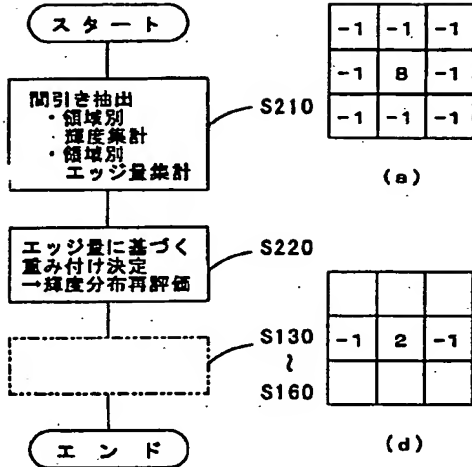 スタート
間引き抽出
・領域別
輝度集計
・領域別
エッジ量集計
S210
エッジ量に基づく
重み付け決定
→輝度分布再評価
S220
S130
≀
S160
エンド
-1 -1 -1
-1 8 -1
-1 -1 -1
(a)
-1 2 -1
(d)